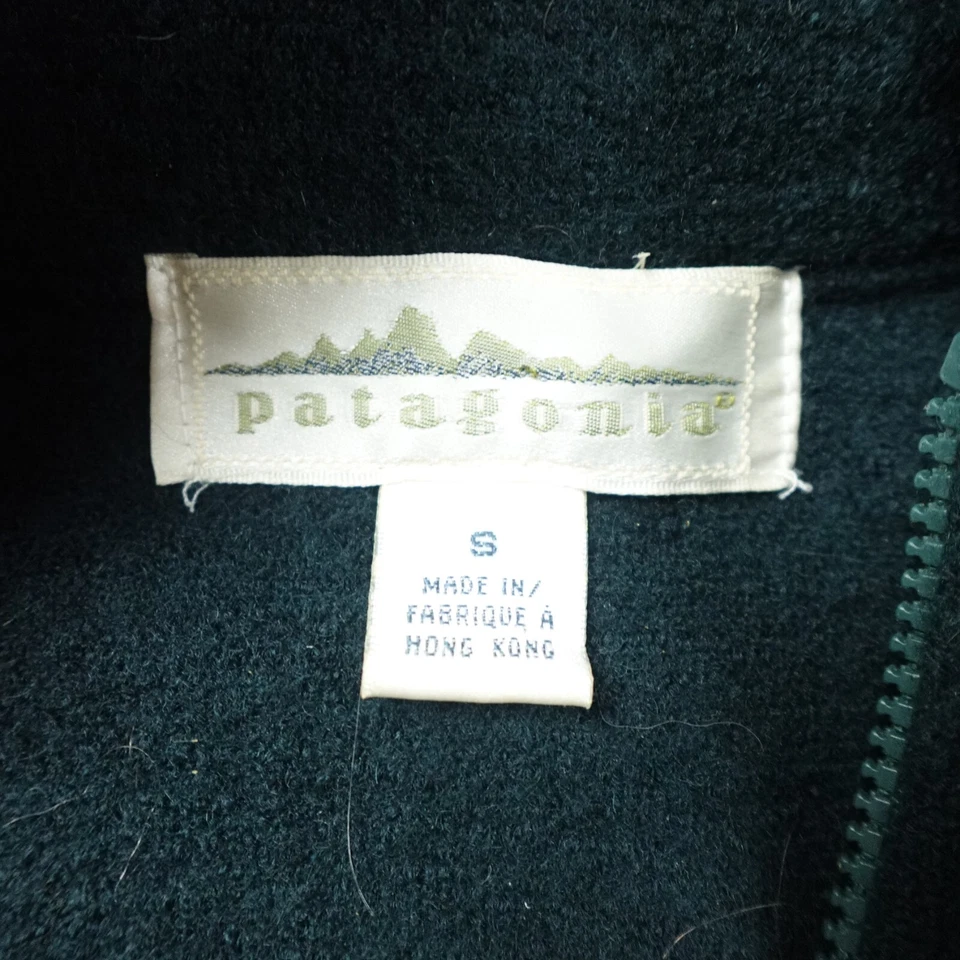 patagonia®
S
MADE IN/
FABRIQUE À
HONG KONG